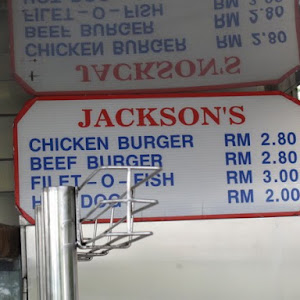 JACKSON'S
CHICKEN BURGER RM 2.80
BEEF BURGER RM 2.80
FILET-O-FISH RM 3.00
DOG RM 2.00